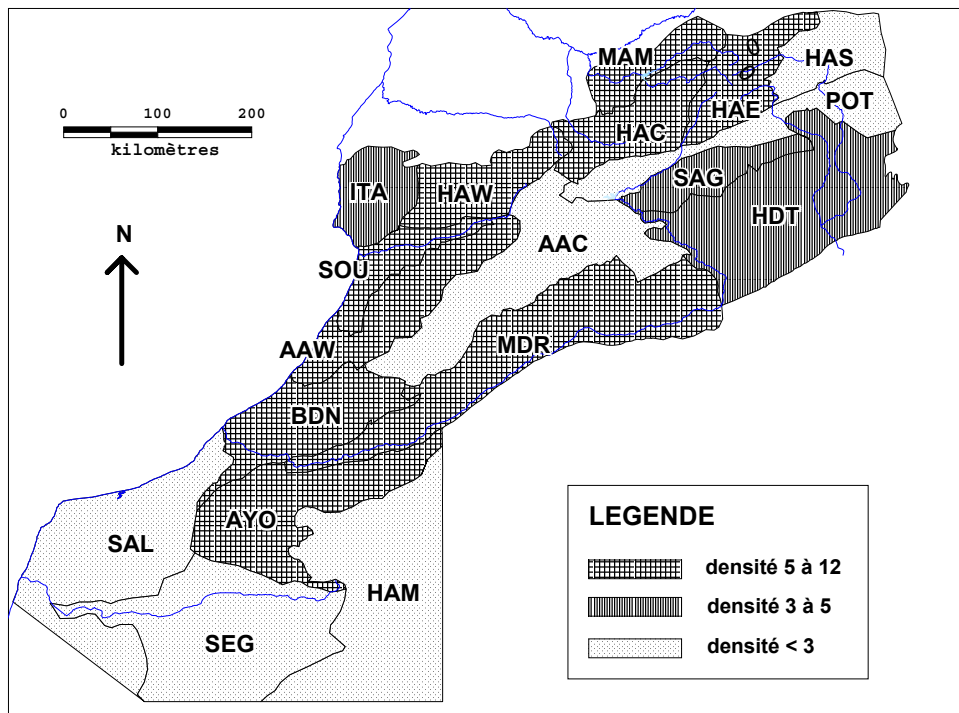 MAM
HAS
POT
0 100 200
kilomètres
HAC
HAE
SAG
ITA
HAW
HDT
N
AAC
SOU
AAW
MDR
BDN
AYO
SAL
HAM
SEG
LEGENDE
densité 5 à 12
densité 3 à 5
densité < 3